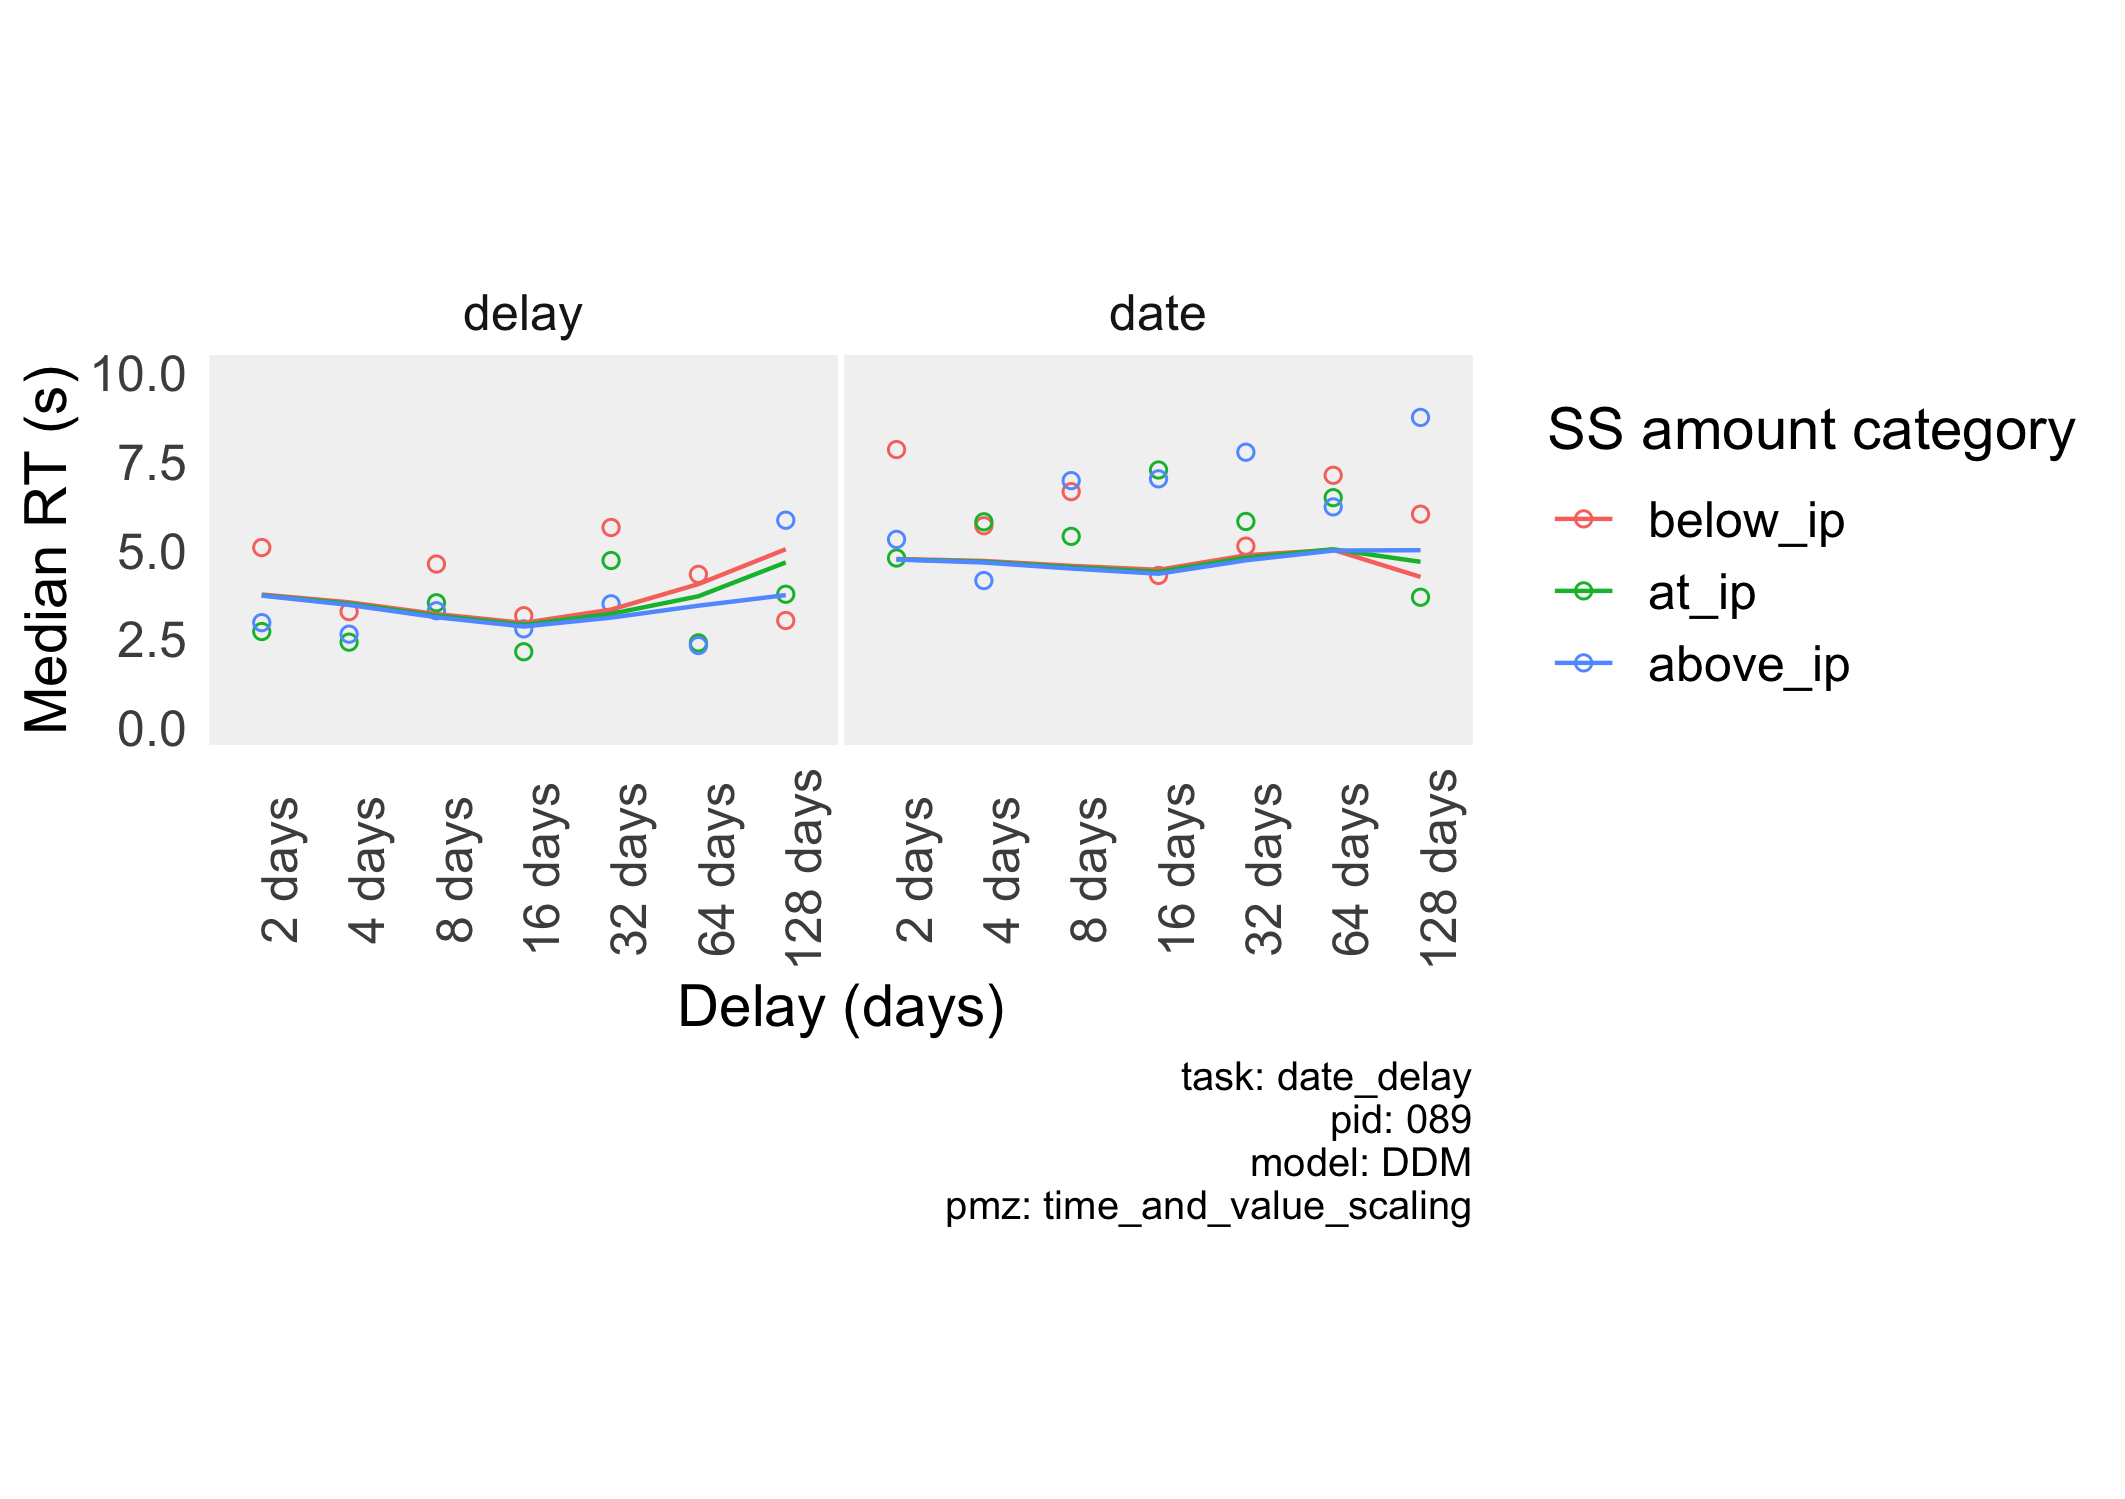 delay
date
Median RT (s)
10.0
7.5
5.0
2.5
0.0
2 days
4 days
8 days
16 days
32 days
64 days
128 days
2 days
4 days
8 days
16 days
32 days
64 days
128 days
Delay (days)
SS amount category
below_ip
at_ip
above_ip
task: date_delay
pid: 089
model: DDM
pmz: time_and_value_scaling